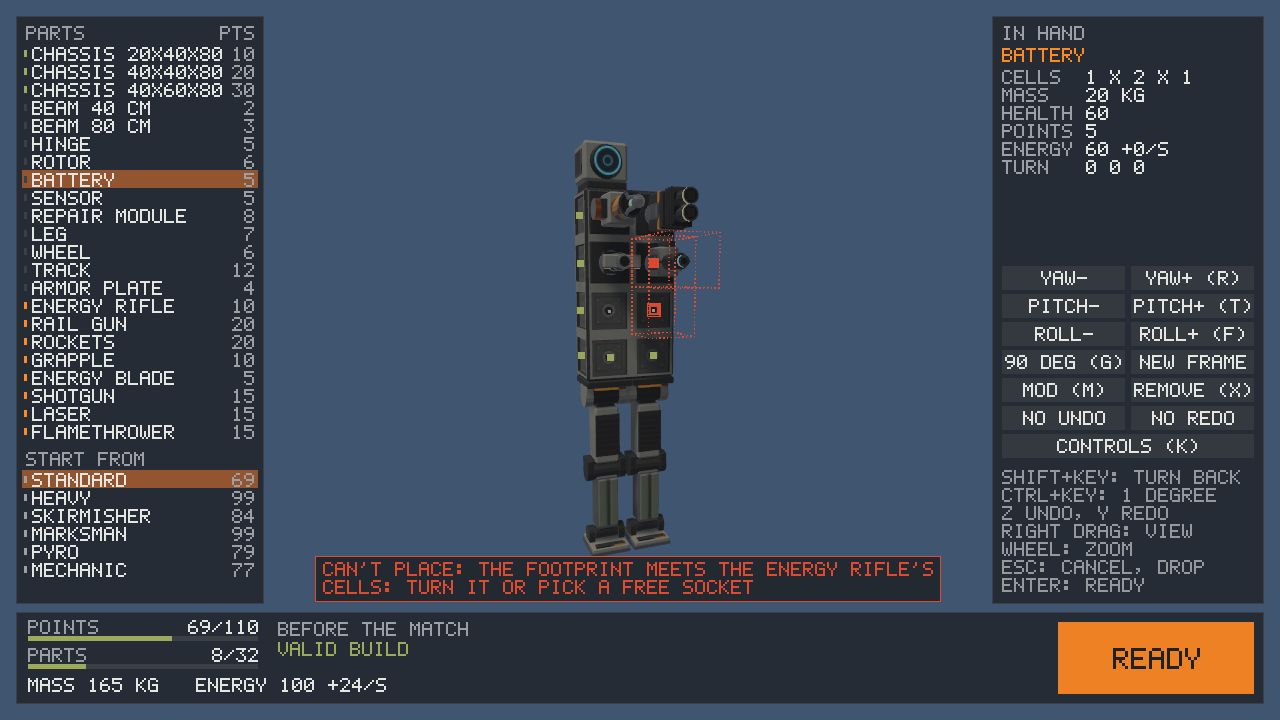 PARTS PTS
CHASSIS 20X40X80 10
CHASSIS 40X40X80 20
CHASSIS 40X60X80 30
BEAM 40 CM 2
BEAM 80 CM 3
HINGE 5
ROTOR 6
BATTERY 5
SENSOR 5
REPAIR MODULE 8
LEG 7
WHEEL 6
TRACK 12
ARMOR PLATE 4
ENERGY RIFLE 10
RAIL GUN 20
ROCKETS 20
GRAPPLE 10
ENERGY BLADE 5
SHOTGUN 15
LASER 15
FLAMETHROWER 15
START FROM
STANDARD 69
HEAVY 99
SKIRMISHER 84
MARKSMAN 99
PYRO 79
MECHANIC 77
CAN'T PLACE: THE FOOTPRINT MEETS THE ENERGY RIFLE'S
CELLS: TURN IT OR PICK A FREE SOCKET
IN HAND
BATTERY
CELLS 1 X 2 X 1
MASS 20 KG
HEALTH 60
POINTS 5
ENERGY 60 +0/S
TURN 0 0 0
YAW- YAW+ (R)
PITCH- PITCH+ (T)
ROLL- ROLL+ (F)
90 DEG (G) NEW FRAME
MOD (M) REMOVE (X)
NO UNDO NO REDO
CONTROLS (K)
SHIFT+KEY: TURN BACK
CTRL+KEY: 1 DEGREE
Z UNDO, Y REDO
RIGHT DRAG: VIEW
WHEEL: ZOOM
ESC: CANCEL, DROP
ENTER: READY
POINTS 69/110
PARTS 8/32
MASS 165 KG ENERGY 100 +24/S
BEFORE THE MATCH
VALID BUILD
READY